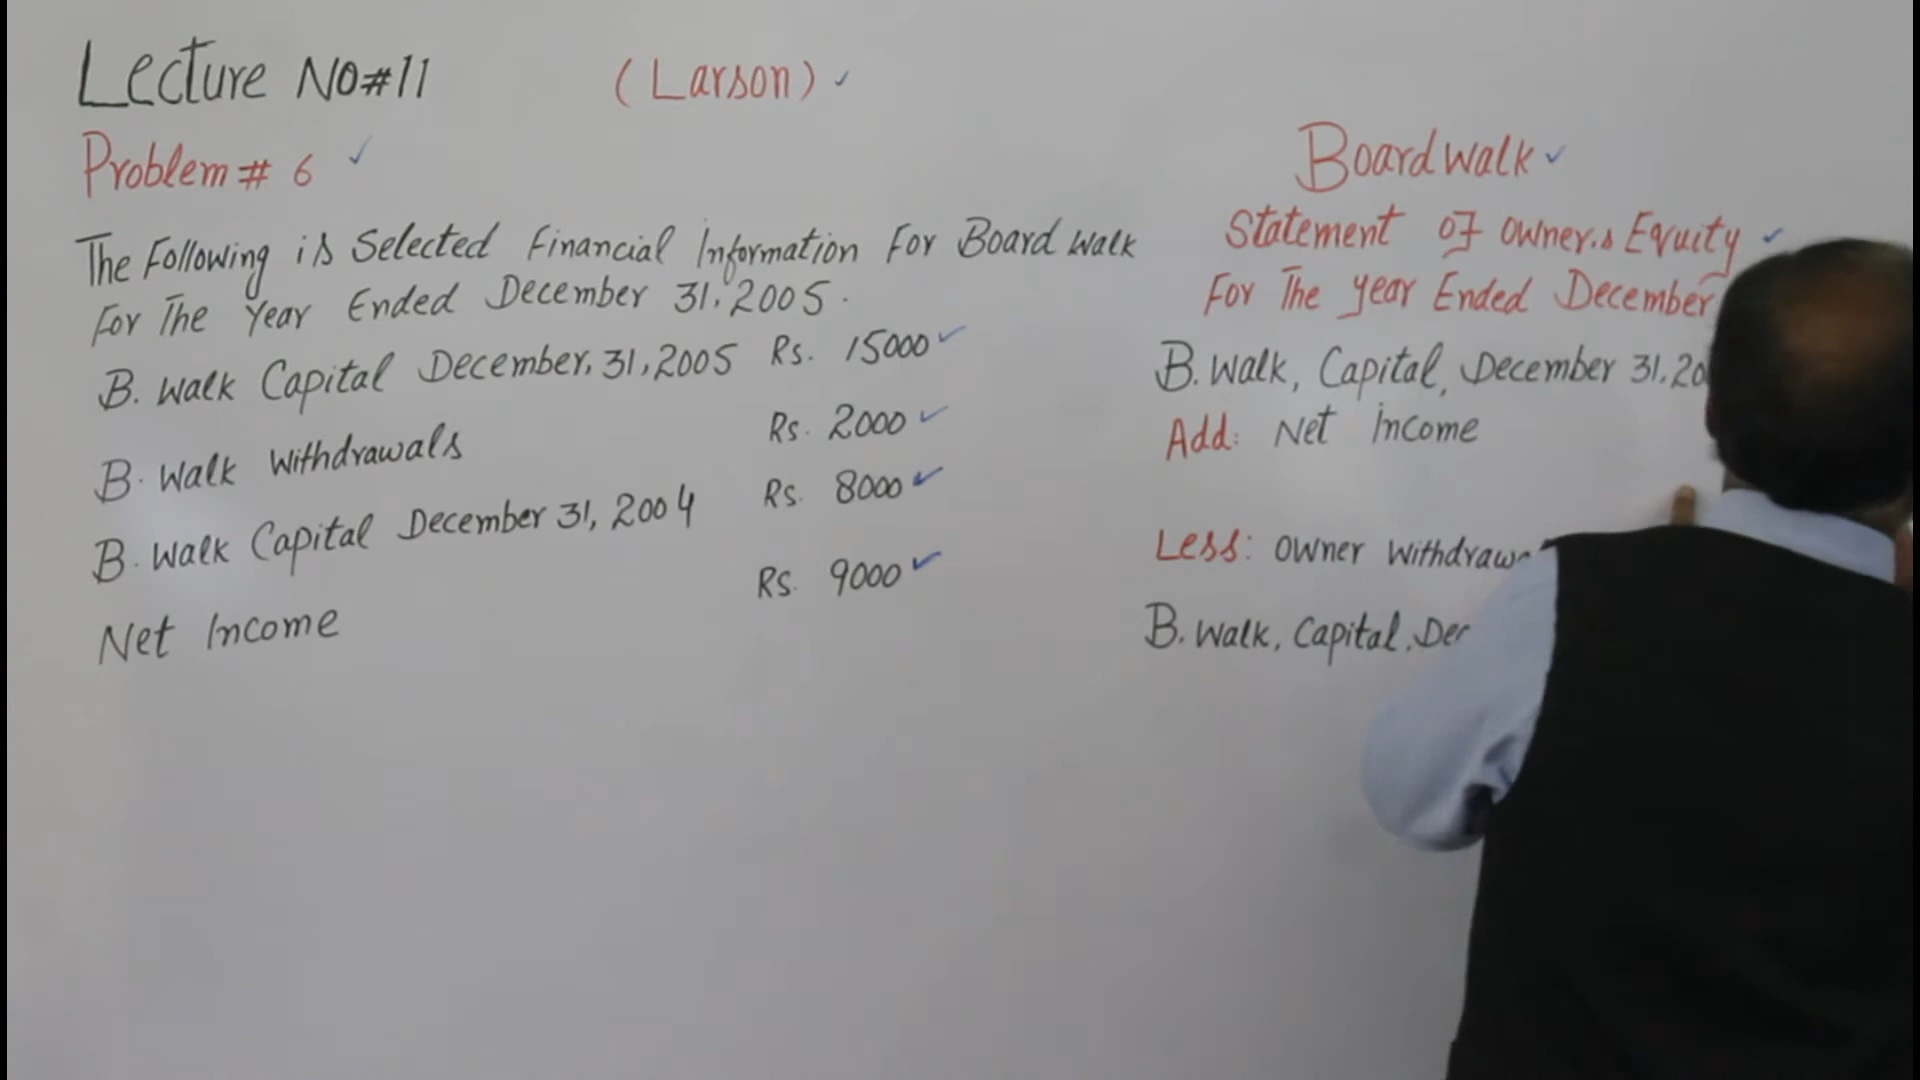 Lecture No#11
(Larson)
Problem # 6
The Following is Selected Financial Information For Board walk
For The Year Ended December 31, 2005.
B. Walk Capital December, 31, 2005 Rs. 15000
B. Walk Withdrawals Rs. 2000
B. Walk Capital December 31, 2004 Rs. 8000
Net Income Rs. 9000
Boardwalk
Statement of owner,s Equity
For The year Ended December
B. Walk, Capital, December 31, 20
Add: Net income
Less: owner withdraw
B. Walk, Capital, Dec